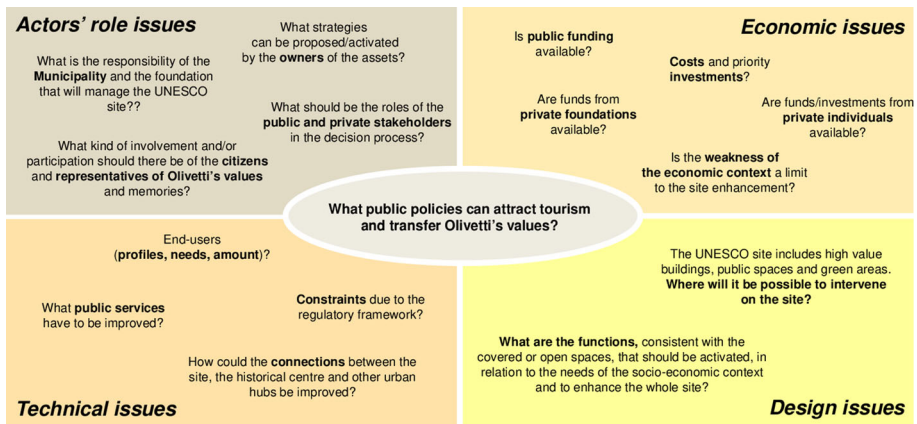 Actors' role issues
What strategies
can be proposed/activated
by the owners of the assets?
What is the responsibility of the
Municipality and the foundation
that will manage the UNESCO
site??
What should be the roles of the
public and private stakeholders
in the decision process?
What kind of involvement and/or
participation should there be of the citizens
and representatives of Olivetti's values
and memories?
Economic issues
Is public funding
available?
Costs and priority
investments?
Are funds from
private foundations
available?
Are funds/investments from
private individuals
available?
Is the weakness of
the economic context a limit
to the site enhancement?
What public policies can attract tourism
and transfer Olivetti's values?
End-users
(profiles, needs, amount)?
What public services
have to be improved?
Constraints due to the
regulatory framework?
How could the connections between the
site, the historical centre and other urban
hubs be improved?
Technical issues
The UNESCO site includes high value
buildings, public spaces and green areas.
Where will it be possible to intervene
on the site?
What are the functions, consistent with the
covered or open spaces, that should be activated, in
relation to the needs of the socio-economic context
and to enhance the whole site?
Design issues